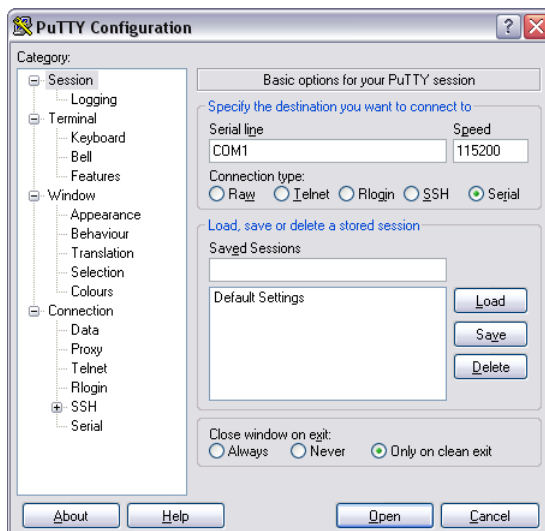 PuTTY Configuration
Category:
Session
Logging
Terminal
Keyboard
Bell
Features
Window
Appearance
Behaviour
Translation
Selection
Colours
Connection
Data
Proxy
Telnet
Rlogin
SSH
Serial
Basic options for your PuTTY session
Specify the destination you want to connect to
Serial line Speed
COM1 115200
Connection type:
Raw Telnet Rlogin SSH Serial
Load, save or delete a stored session
Saved Sessions
Default Settings
Load
Save
Delete
Close window on exit:
Always Never Only on clean exit
About Help Open Cancel